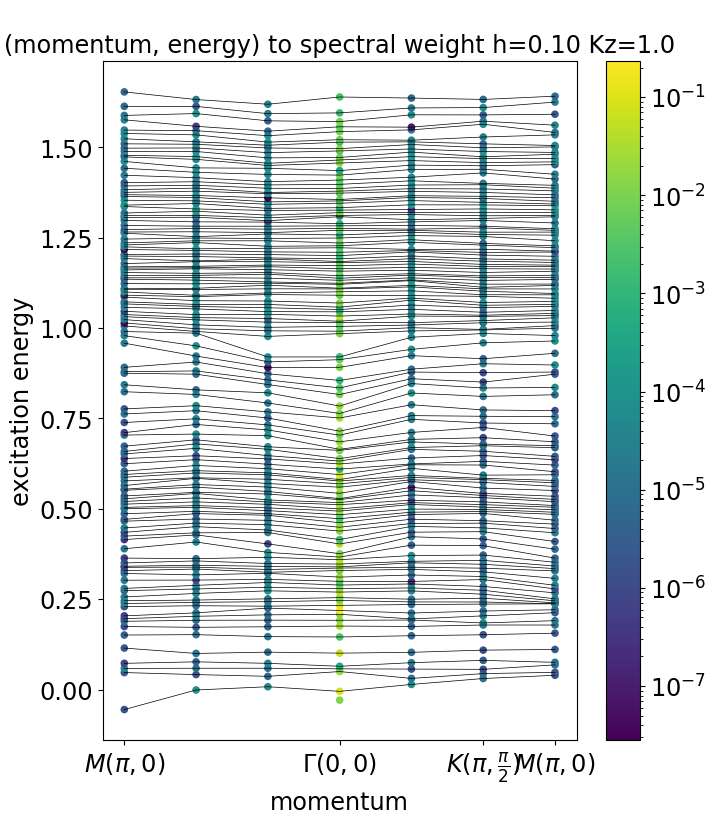 (momentum, energy) to spectral weight h=0.10 Kz=1.0
excitation energy
1.50
1.25
1.00
0.75
0.50
0.25
0.00
M(π, 0)
Γ(0, 0)
K(π, π/2)
M(π, 0)
momentum
10⁻¹
10⁻²
10⁻³
10⁻⁴
10⁻⁵
10⁻⁶
10⁻⁷